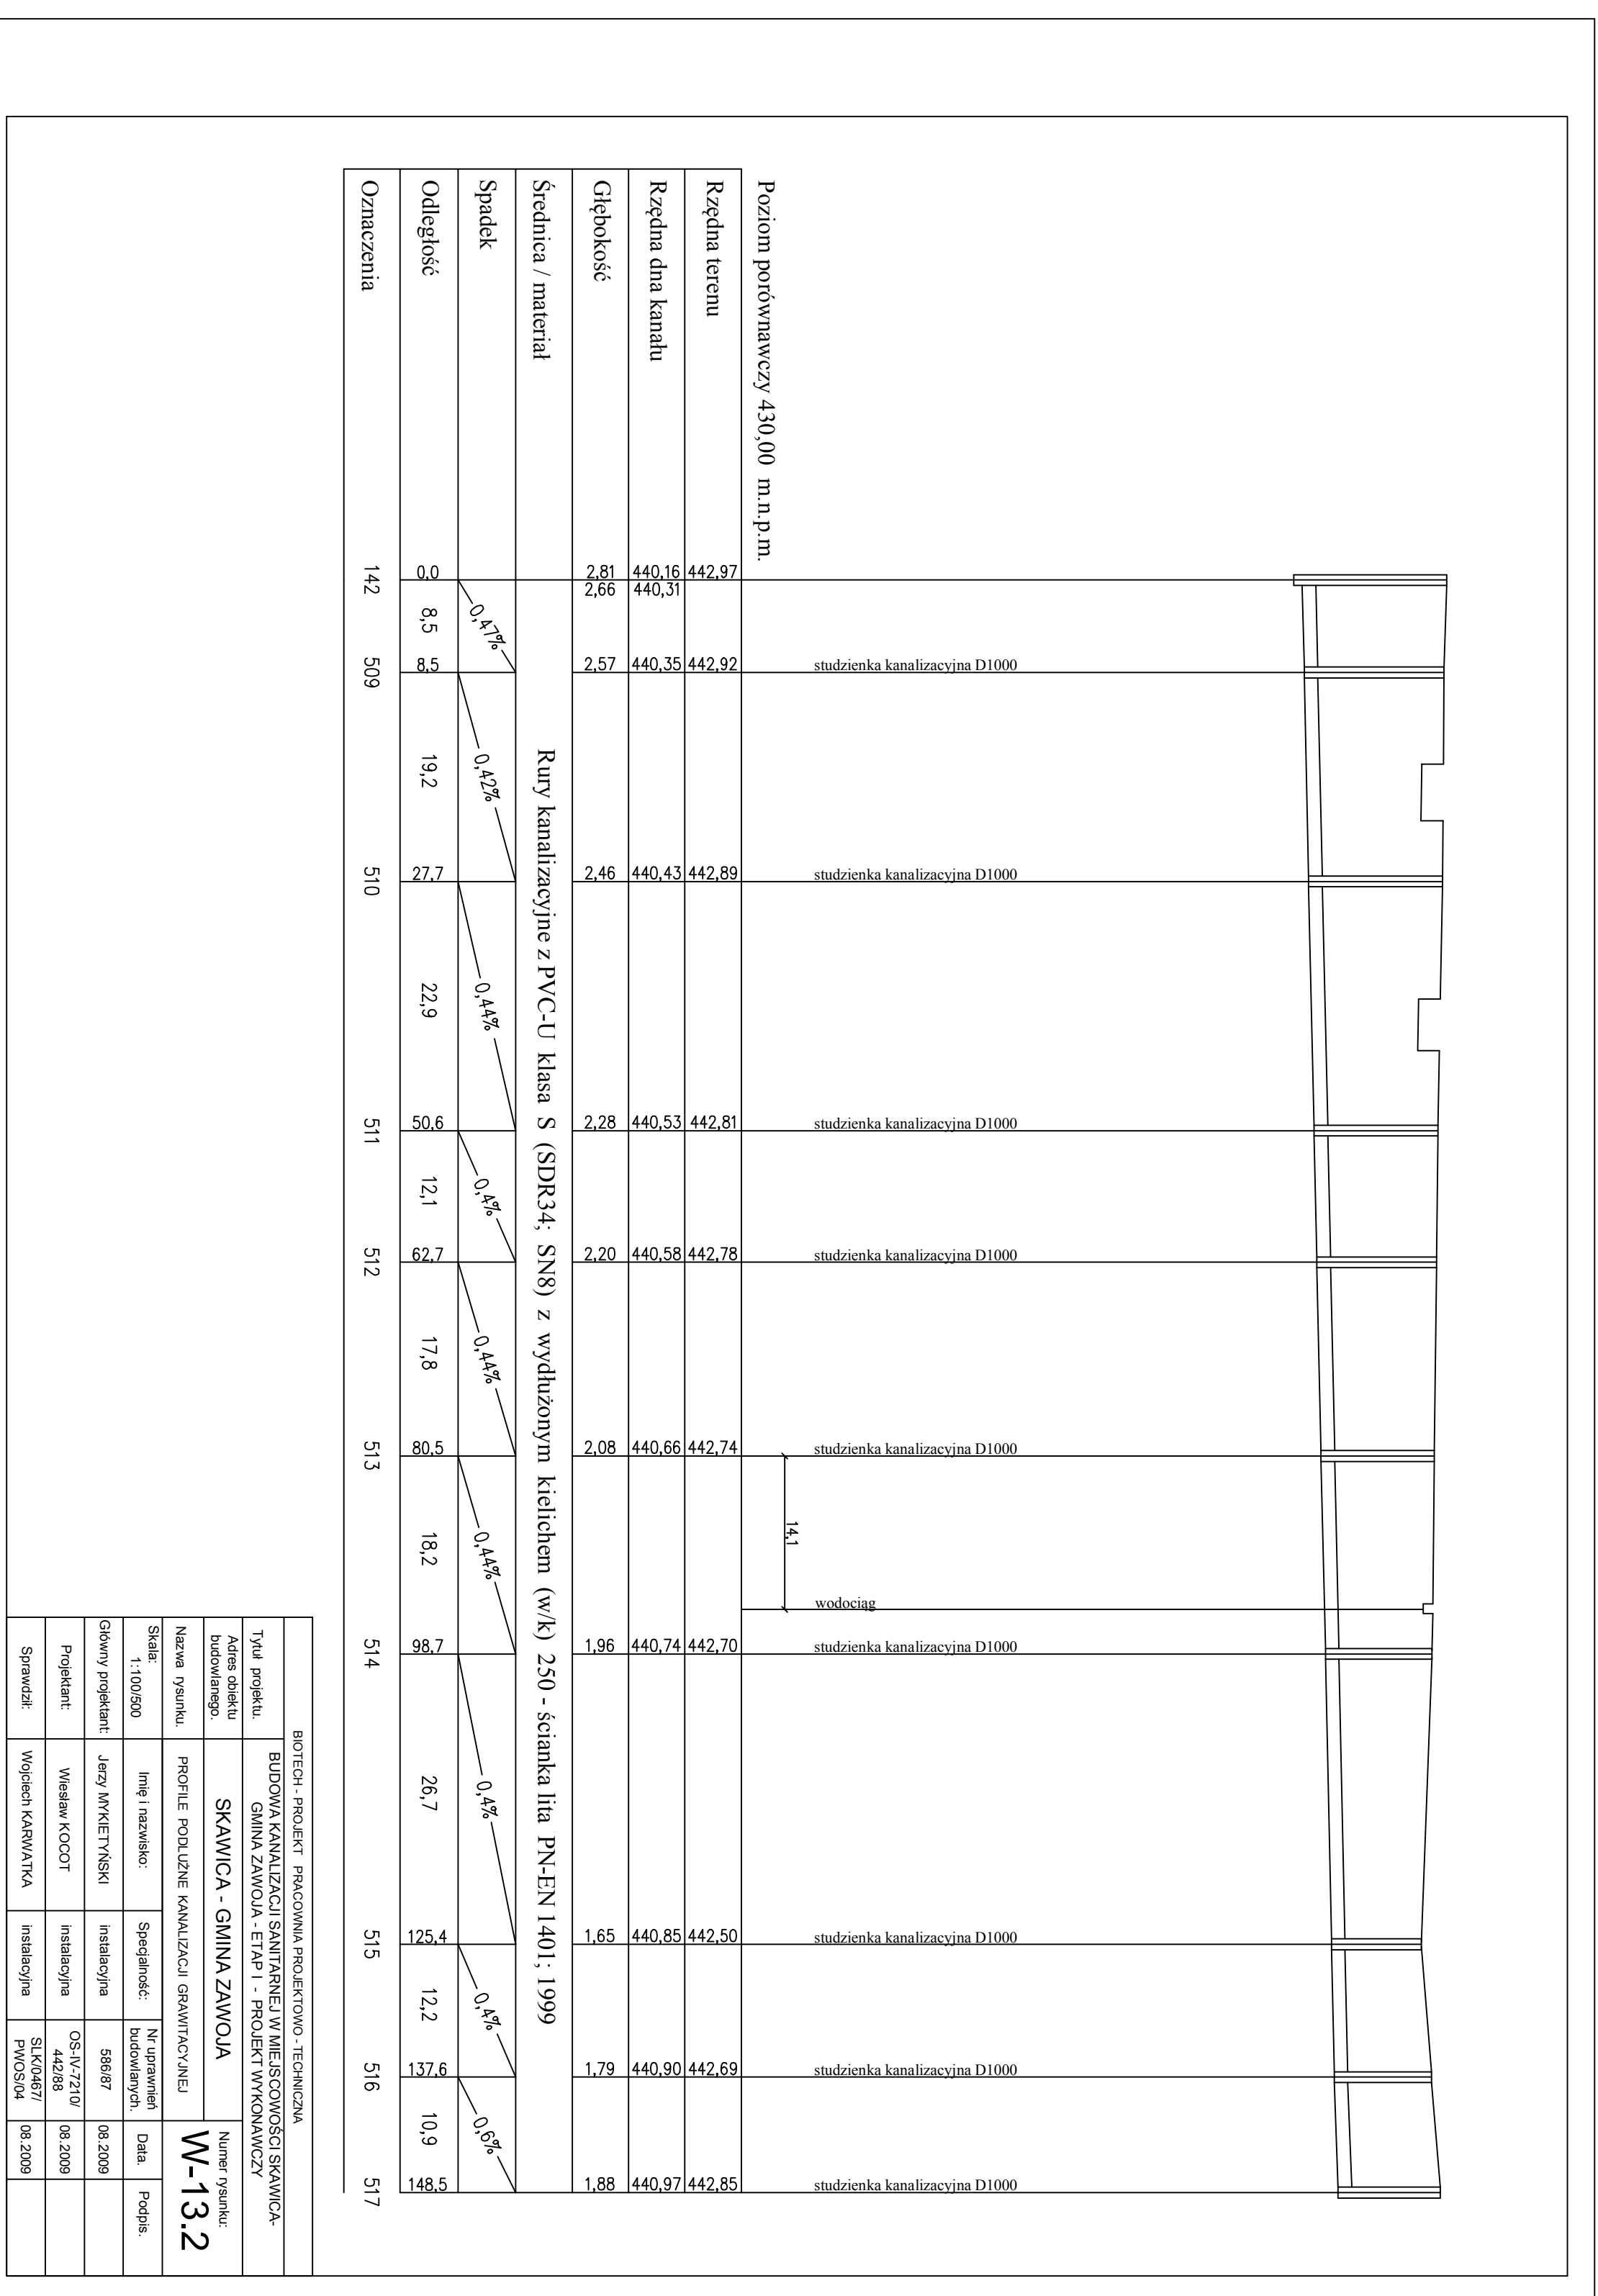 Poziom porównawczy 430,00 m.n.p.m.
studzienka kanalizacyjna D1000
studzienka kanalizacyjna D1000
studzienka kanalizacyjna D1000
studzienka kanalizacyjna D1000
studzienka kanalizacyjna D1000
14,1
wodociąg
studzienka kanalizacyjna D1000
studzienka kanalizacyjna D1000
studzienka kanalizacyjna D1000
studzienka kanalizacyjna D1000
Rzędna terenu 442,97 442,92 442,89 442,81 442,78 442,74 442,70 442,50 442,69 442,85
Rzędna dna kanału 440,16 440,31 440,35 440,43 440,53 440,58 440,66 440,74 440,85 440,90 440,97
Głębokość 2,81 2,66 2,57 2,46 2,28 2,20 2,08 1,96 1,65 1,79 1,88
Średnica / materiał Rury kanalizacyjne z PVC-U klasa S (SDR34; SN8) z wydłużonym kielichem (w/k) 250 - ścianka lita PN-EN 1401; 1999
Spadek 0,47% 0,42% 0,44% 0,4% 0,44% 0,44% 0,4% 0,4% 0,6%
Odległość 0,0 8,5 8,5 19,2 27,7 22,9 50,6 12,1 62,7 17,8 80,5 18,2 98,7 26,7 125,4 12,2 137,6 10,9 148,5
Oznaczenia 142 509 510 511 512 513 514 515 516 517
BIOTECH - PROJEKT PRACOWNIA PROJEKTOWO - TECHNICZNA
Tytuł projektu.
BUDOWA KANALIZACJI SANITARNEJ W MIEJSCOWOŚCI SKAWICA-
GMINA ZAWOJA - ETAP I - PROJEKT WYKONAWCZY
Adres obiektu
budowlanego.
SKAWICA - GMINA ZAWOJA
Numer rysunku:
W-13.2
Nazwa rysunku.
PROFILE PODLUŻNE KANALIZACJI GRAWITACYJNEJ
Skala:
1:100/500
Imię i nazwisko:
Specjalność:
Nr uprawnień
budowlanych.
Data.
Podpis.
Główny projektant: Jerzy MYKIETYŃSKI instalacyjna 586/87 08.2009
Projektant: Wiesław KOCOT instalacyjna OS-IV-7210/
442/88
08.2009
Sprawdził: Wojciech KARWATKA instalacyjna SLK/0467/
PWOS/04
08.2009